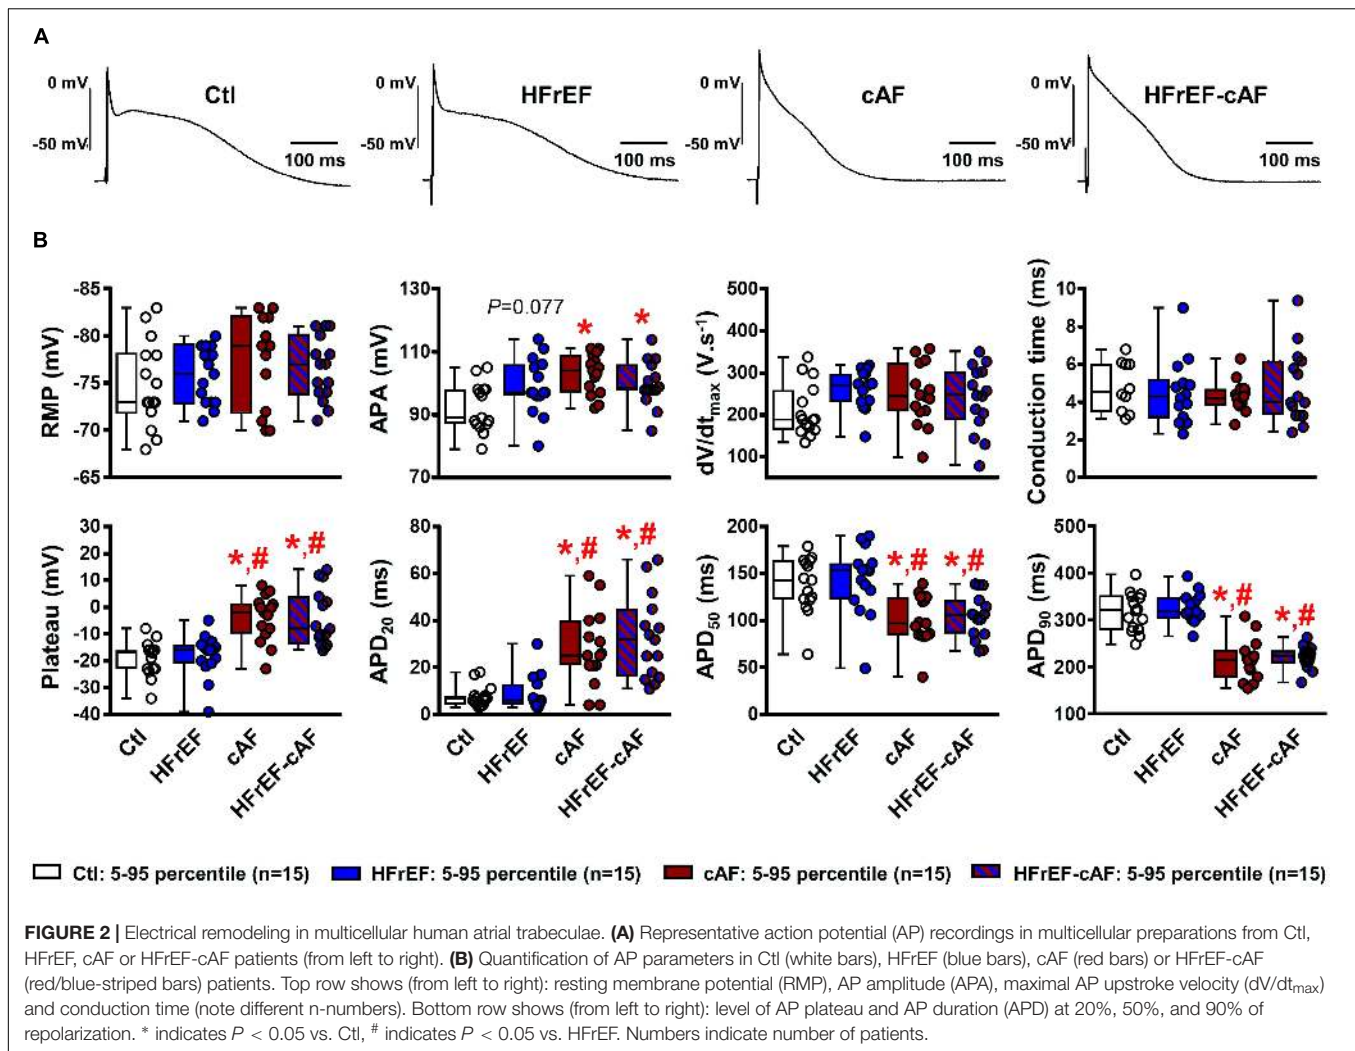 A
0 mV
-50 mV
Ctl
100 ms
0 mV
-50 mV
HFrEF
100 ms
0 mV
-50 mV
cAF
100 ms
0 mV
-50 mV
HFrEF-cAF
100 ms
B
RMP (mV)
-85
-80
-75
-70
-65
APA (mV)
130
110
90
70
P=0.077
*
*
dV/dtmax (V.s-1)
500
400
300
200
100
Conduction time (ms)
10
8
6
4
2
0
Plateau (mV)
30
20
10
0
-10
-20
-30
-40
*,#
*,#
Ctl
HFrEF
cAF
HFrEF-cAF
APD20 (ms)
80
60
40
20
0
*,#
*,#
Ctl
HFrEF
cAF
HFrEF-cAF
APD50 (ms)
200
150
100
50
0
*,#
*,#
Ctl
HFrEF
cAF
HFrEF-cAF
APD90 (ms)
500
400
300
200
100
*,#
*,#
Ctl
HFrEF
cAF
HFrEF-cAF
Ctl: 5-95 percentile (n=15)
HFrEF: 5-95 percentile (n=15)
cAF: 5-95 percentile (n=15)
HFrEF-cAF: 5-95 percentile (n=15)
FIGURE 2 | Electrical remodeling in multicellular human atrial trabeculae. (A) Representative action potential (AP) recordings in multicellular preparations from Ctl,
HFrEF, cAF or HFrEF-cAF patients (from left to right). (B) Quantification of AP parameters in Ctl (white bars), HFrEF (blue bars), cAF (red bars) or HFrEF-cAF
(red/blue-striped bars) patients. Top row shows (from left to right): resting membrane potential (RMP), AP amplitude (APA), maximal AP upstroke velocity (dV/dtmax)
and conduction time (note different n-numbers). Bottom row shows (from left to right): level of AP plateau and AP duration (APD) at 20%, 50%, and 90% of
repolarization. * indicates P < 0.05 vs. Ctl, # indicates P < 0.05 vs. HFrEF. Numbers indicate number of patients.